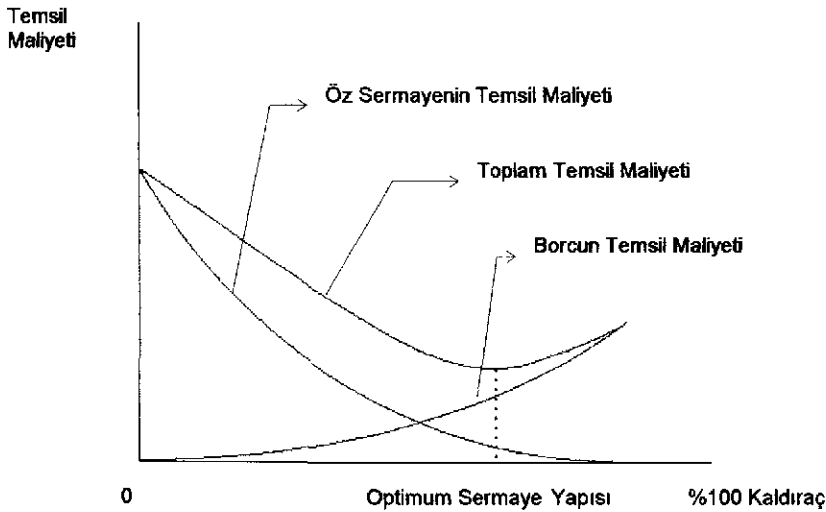 Temsil
Maliyeti
Öz Sermayenin Temsil Maliyeti
Toplam Temsil Maliyeti
Borcun Temsil Maliyeti
0 Optimum Sermaye Yapısı %100 Kaldıraç